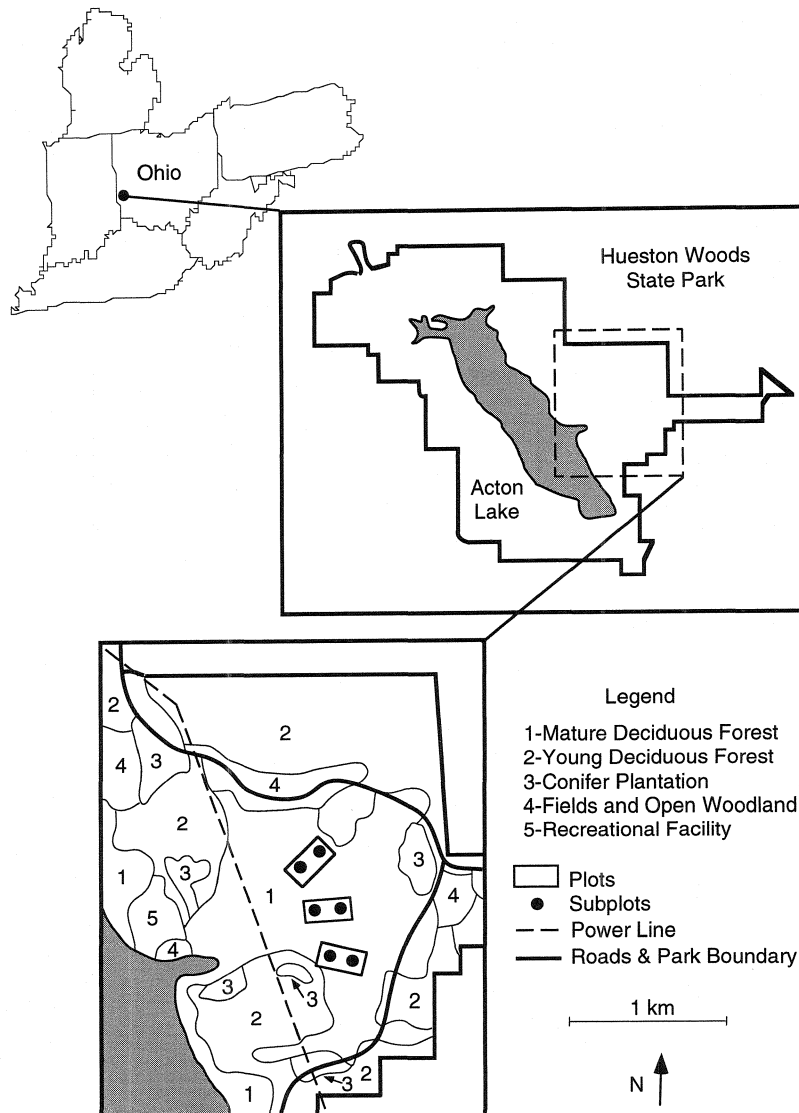 Ohio
Hueston Woods
State Park
Acton
Lake
Legend
1-Mature Deciduous Forest
2-Young Deciduous Forest
3-Conifer Plantation
4-Fields and Open Woodland
5-Recreational Facility
Plots
Subplots
Power Line
Roads & Park Boundary
1 km
N
2
2
4
3
4
2
3
3
1
1
4
5
4
3
3
2
2
3
2
1